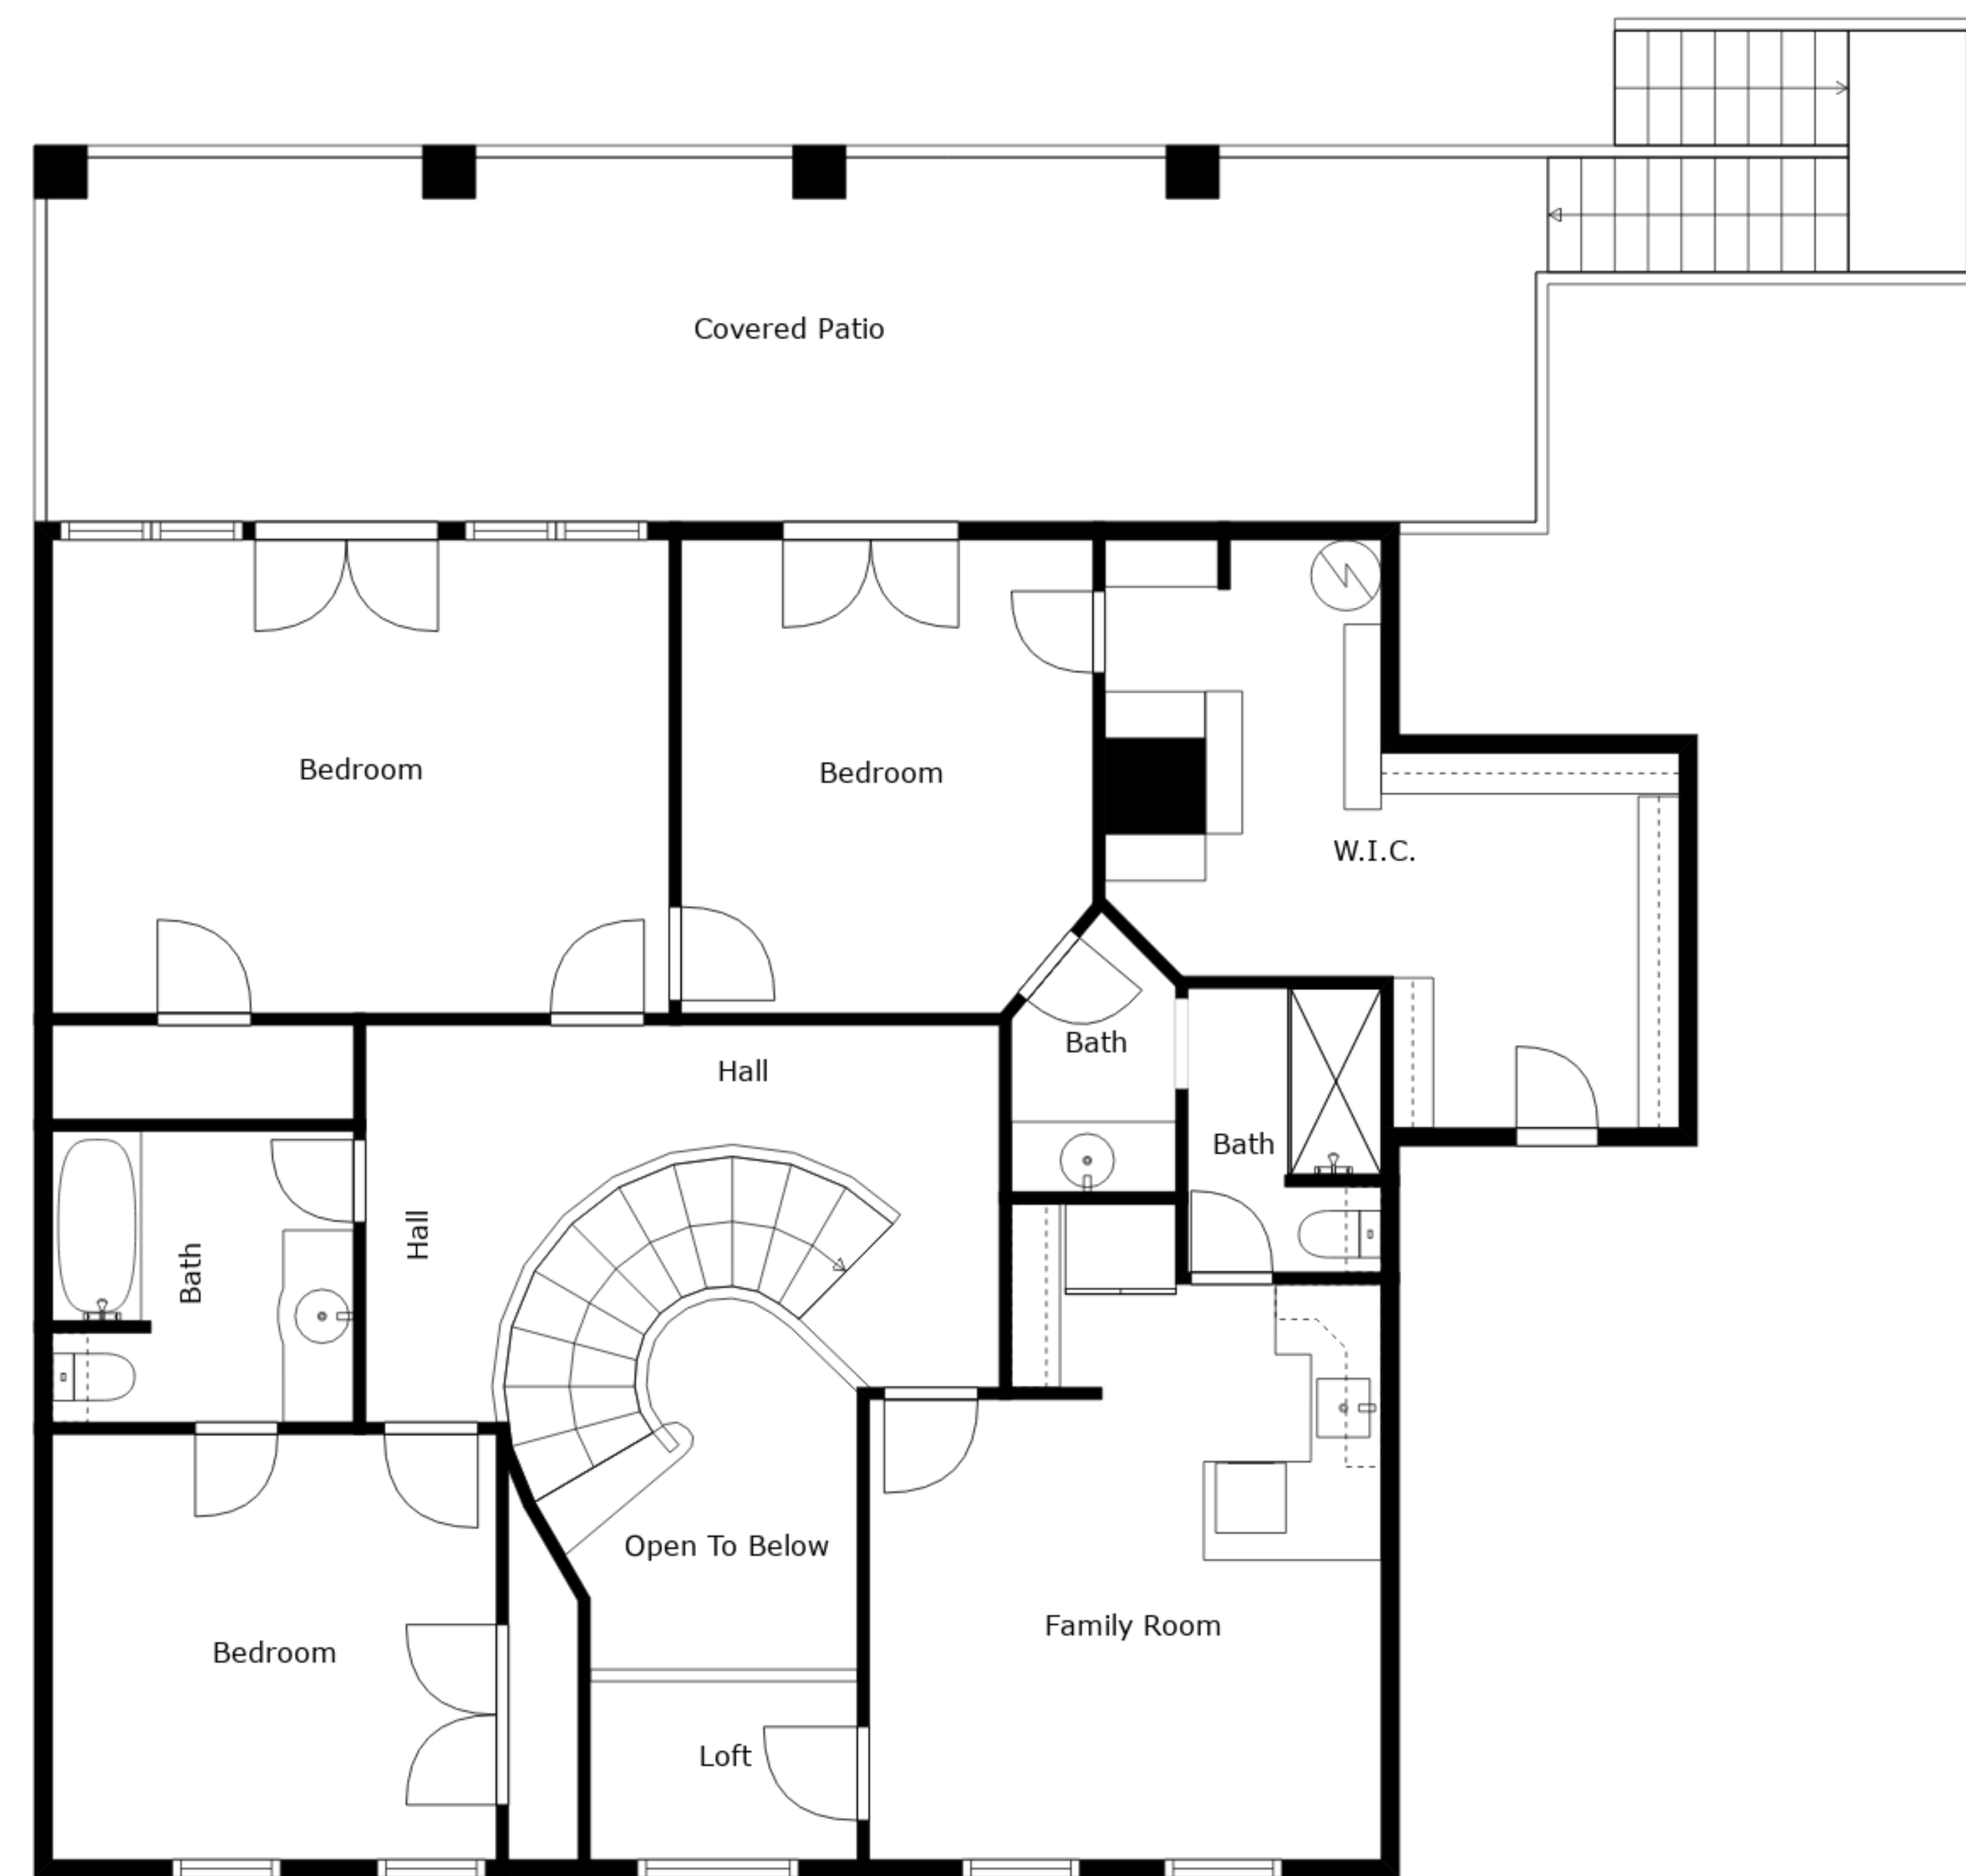 Covered Patio
Bedroom
Bedroom
W.I.C.
Bath
Hall
Bath
Hall
Bath
Open To Below
Family Room
Bedroom
Loft